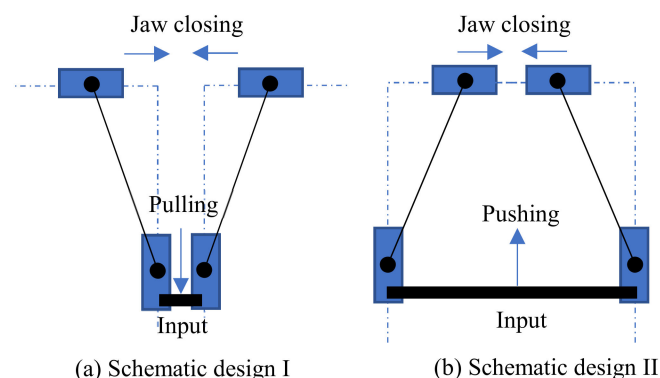 Jaw closing
Pulling
Input
(a) Schematic design I
Jaw closing
Pushing
Input
(b) Schematic design II